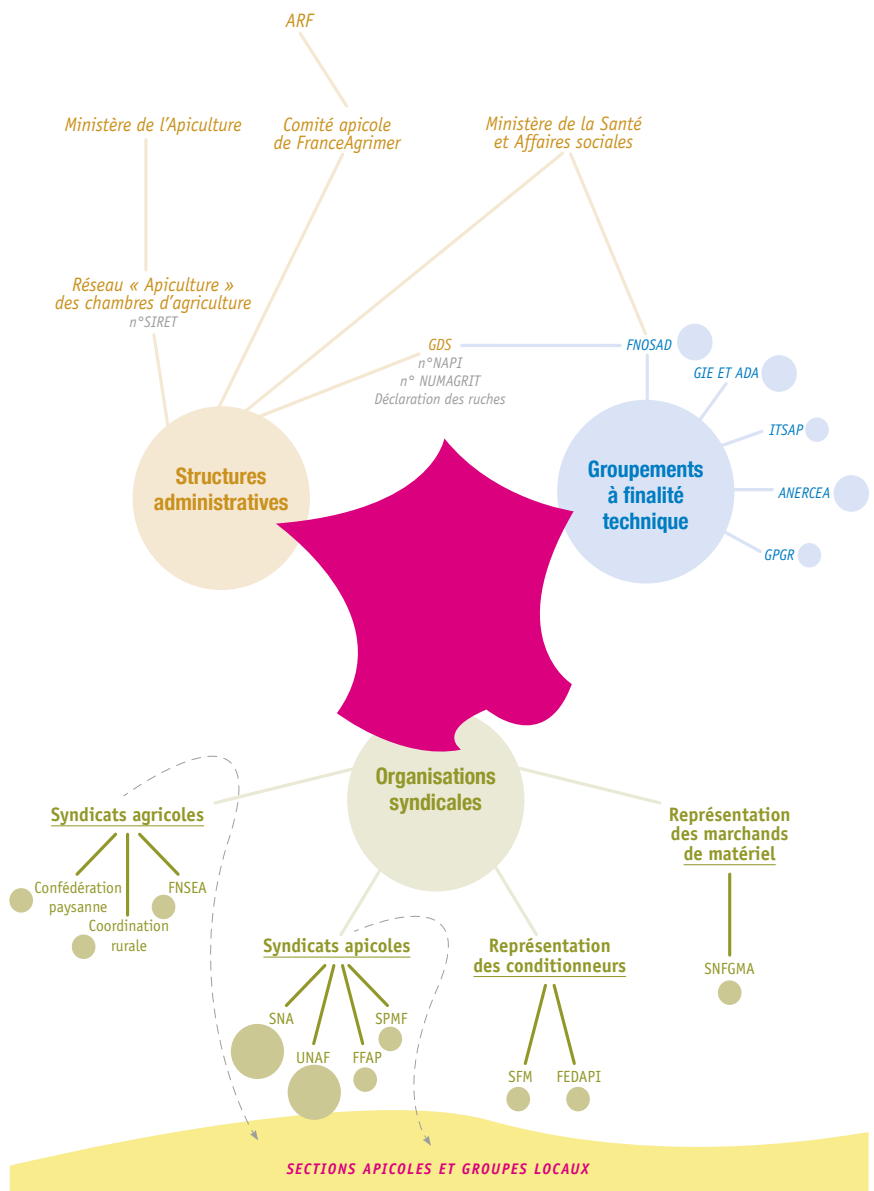 ARF
Ministère de l’Apiculture
Comité apicole
de FranceAgrimer
Ministère de la Santé
et Affaires sociales
Réseau « Apiculture »
des chambres d’agriculture
n°SIRET
GDS
n°NAPI
n° NUMAGRIT
Déclaration des ruches
FNOSAD
GIE ET ADA
ITSAP
ANERCEA
GPGR
Structures
administratives
Groupements
à finalité
technique
Organisations
syndicales
Syndicats agricoles
Confédération
paysanne
FNSEA
Coordination
rurale
Représentation
des marchands
de matériel
SNFGMA
Syndicats apicoles
SNA
UNAF
FFAP
SPMF
Représentation
des conditionneurs
SFM
FEDAPI
SECTIONS APICOLES ET GROUPES LOCAUX